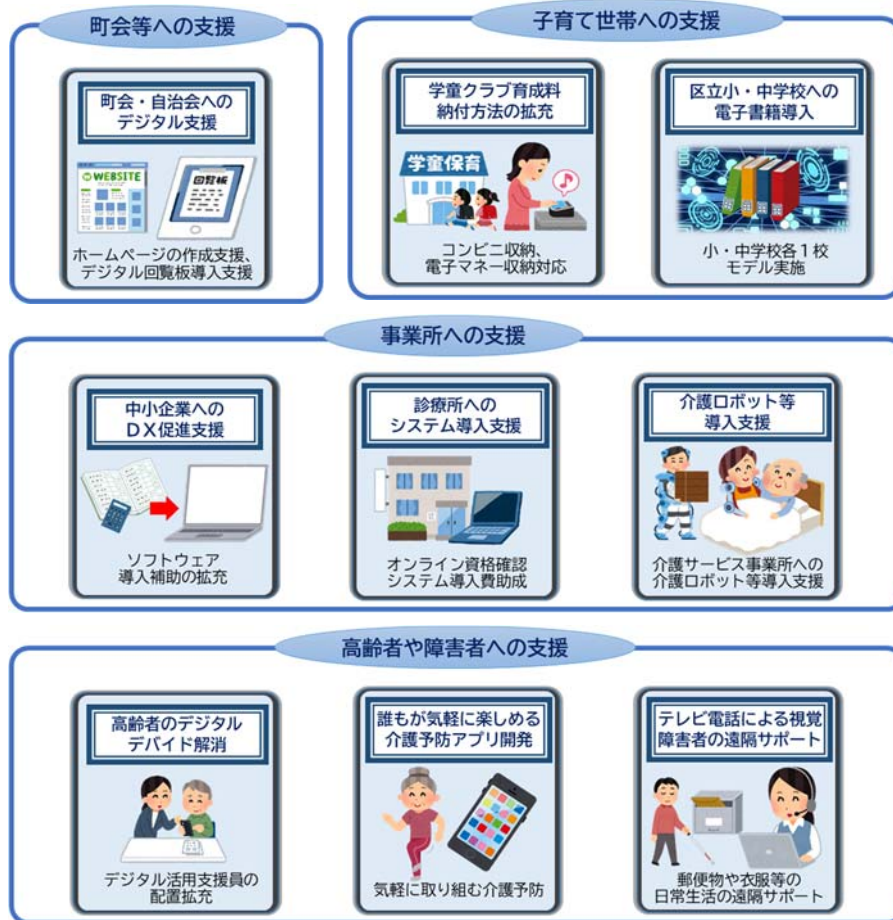 町会等への支援
町会・自治会への
デジタル支援
WEBSITE
回覧板
ホームページの作成支援、
デジタル回覧板導入支援
子育て世帯への支援
学童クラブ育成料
納付方法の拡充
学童保育
コンビニ収納、
電子マネー収納対応
区立小・中学校への
電子書籍導入
小・中学校各1校
モデル実施
事業所への支援
中小企業への
DX促進支援
ソフトウェア
導入補助の拡充
診療所への
システム導入支援
オンライン資格確認
システム導入費助成
介護ロボット等
導入支援
介護サービス事業所への
介護ロボット等導入支援
高齢者や障害者への支援
高齢者のデジタル
デバイド解消
デジタル活用支援員の
配置拡充
誰もが気軽に楽しめる
介護予防アプリ開発
気軽に取り組む介護予防
テレビ電話による視覚
障害者の遠隔サポート
郵便物や衣服等の
日常生活の遠隔サポート